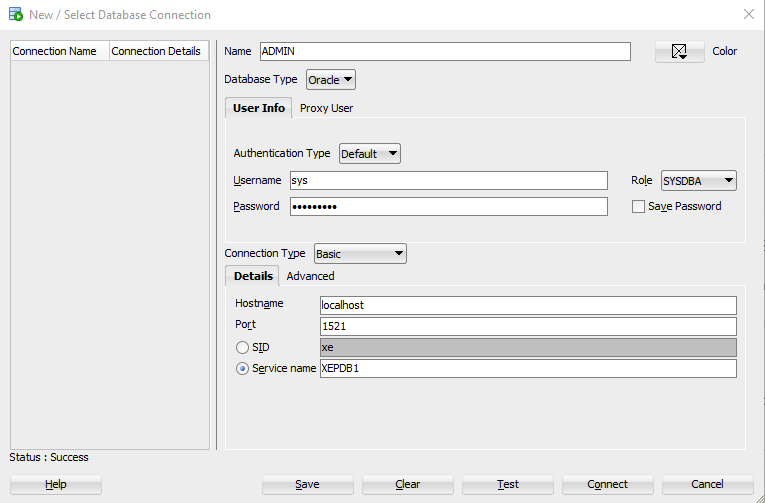 New / Select Database Connection
Connection Name Connection Details
Name ADMIN Color
Database Type Oracle
User Info Proxy User
Authentication Type Default
Username sys Role SYSDBA
Password ••••••••• Save Password
Connection Type Basic
Details Advanced
Hostname localhost
Port 1521
SID xe
Service name XEPDB1
Status : Success
Help Save Clear Test Connect Cancel